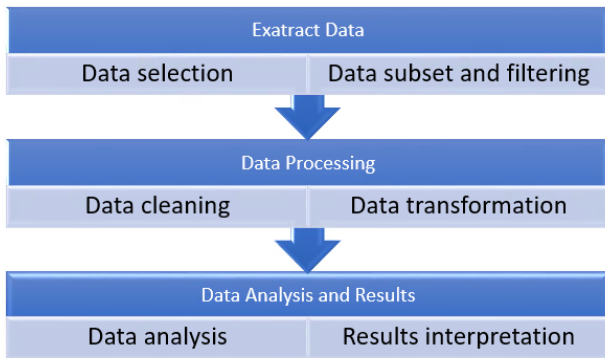 Exatract Data
Data selection
Data subset and filtering
Data Processing
Data cleaning
Data transformation
Data Analysis and Results
Data analysis
Results interpretation